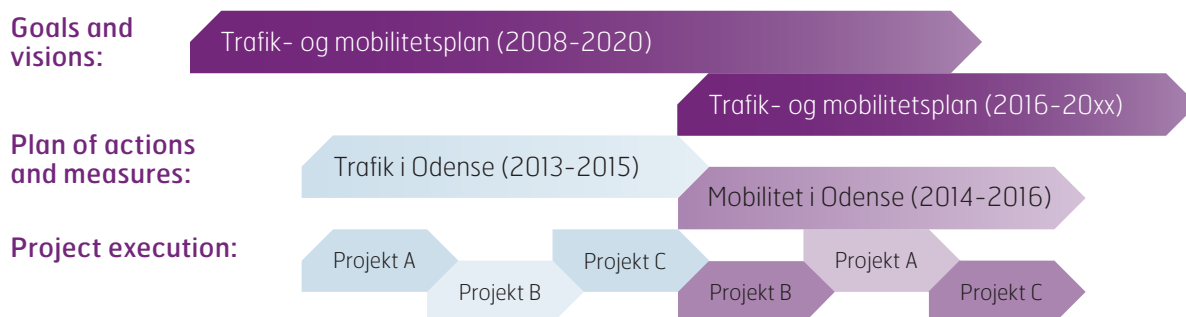 Goals and
visions:
Trafik- og mobilitetsplan (2008-2020)
Trafik- og mobilitetsplan (2016-20xx)
Plan of actions
and measures:
Trafik i Odense (2013-2015)
Mobilitet i Odense (2014-2016)
Project execution:
Projekt A
Projekt B
Projekt C
Projekt B
Projekt A
Projekt C